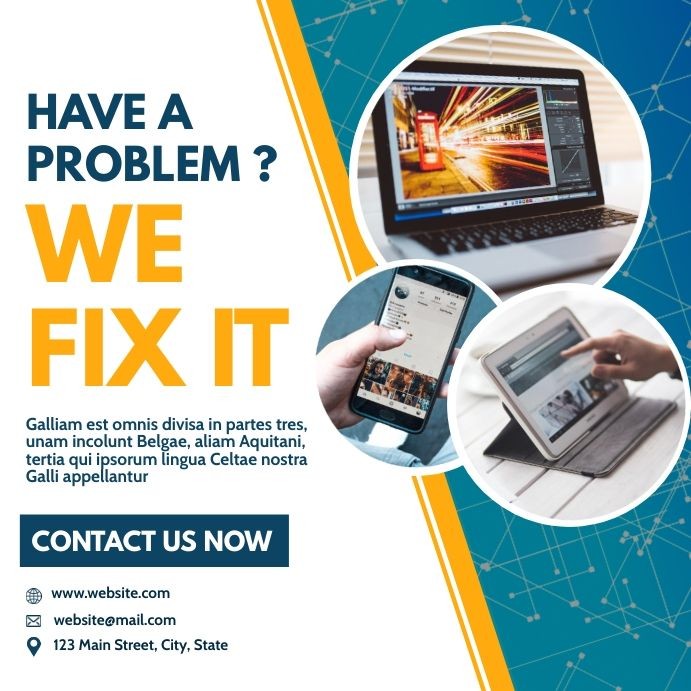 HAVE A
PROBLEM ?
WE
FIX IT
Galliam est omnis divisa in partes tres,
unam incolunt Belgae, aliam Aquitani,
tertia qui ipsorum lingua Celtae nostra
Galli appellantur
CONTACT US NOW
www.website.com
website@mail.com
123 Main Street, City, State